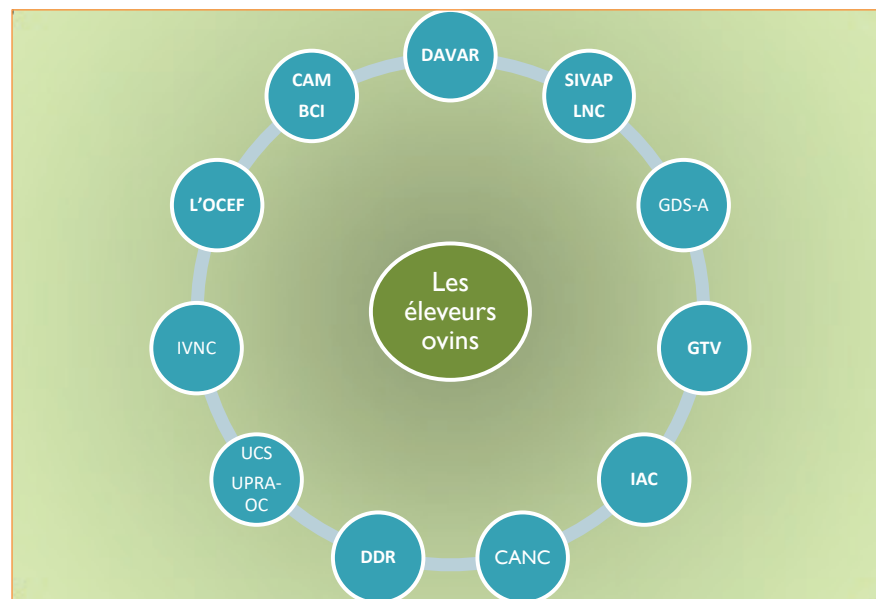 DAVAR
SIVAP
LNC
GDS-A
GTV
IAC
CANC
DDR
UCS
UPRA-
OC
IVNC
L’OCEF
CAM
BCI
Les
éleveurs
ovins